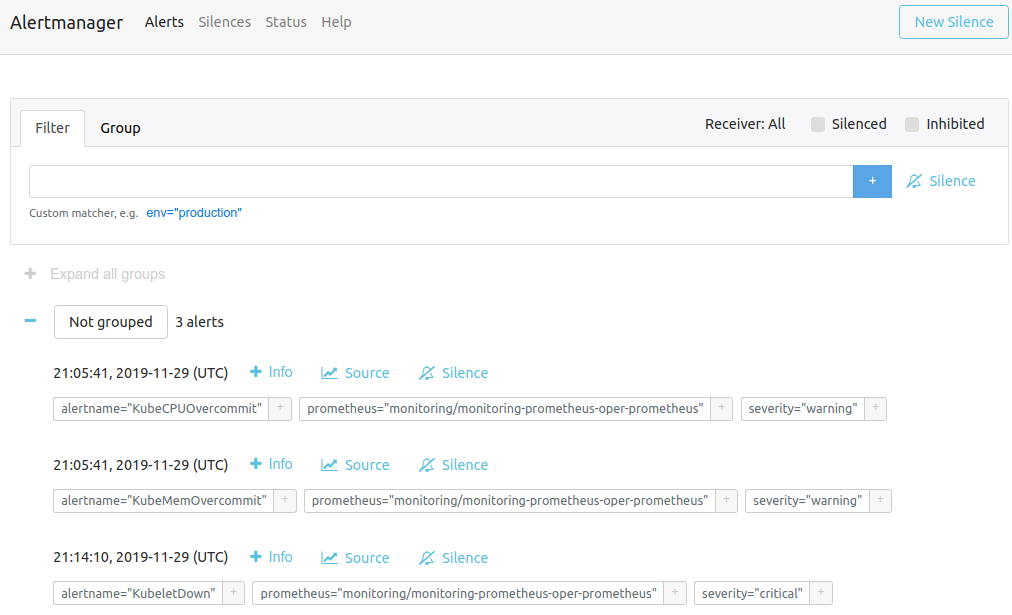 Alertmanager Alerts Silences Status Help New Silence
Filter Group Receiver: All Silenced Inhibited
+ Silence
Custom matcher, e.g. env="production"
+ Expand all groups
− Not grouped 3 alerts
21:05:41, 2019-11-29 (UTC) + Info Source Silence
alertname="KubeCPUOvercommit" + prometheus="monitoring/monitoring-prometheus-oper-prometheus" + severity="warning" +
21:05:41, 2019-11-29 (UTC) + Info Source Silence
alertname="KubeMemOvercommit" + prometheus="monitoring/monitoring-prometheus-oper-prometheus" + severity="warning" +
21:14:10, 2019-11-29 (UTC) + Info Source Silence
alertname="KubeletDown" + prometheus="monitoring/monitoring-prometheus-oper-prometheus" + severity="critical" +